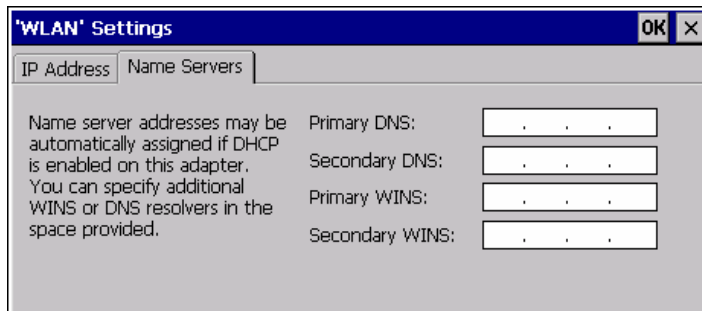 'WLAN' Settings OK ×
IP Address Name Servers
Name server addresses may be
automatically assigned if DHCP
is enabled on this adapter.
You can specify additional
WINS or DNS resolvers in the
space provided.
Primary DNS: . . .
Secondary DNS: . . .
Primary WINS: . . .
Secondary WINS: . . .